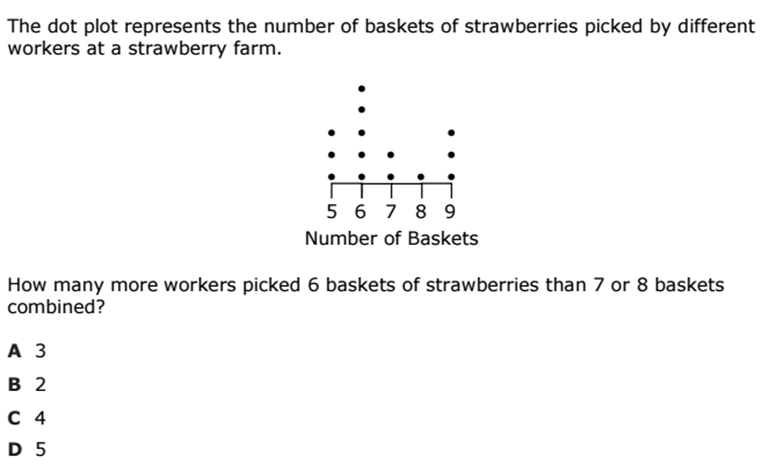 The dot plot represents the number of baskets of strawberries picked by different
workers at a strawberry farm.
5 6 7 8 9
Number of Baskets
How many more workers picked 6 baskets of strawberries than 7 or 8 baskets
combined?
A 3
B 2
C 4
D 5